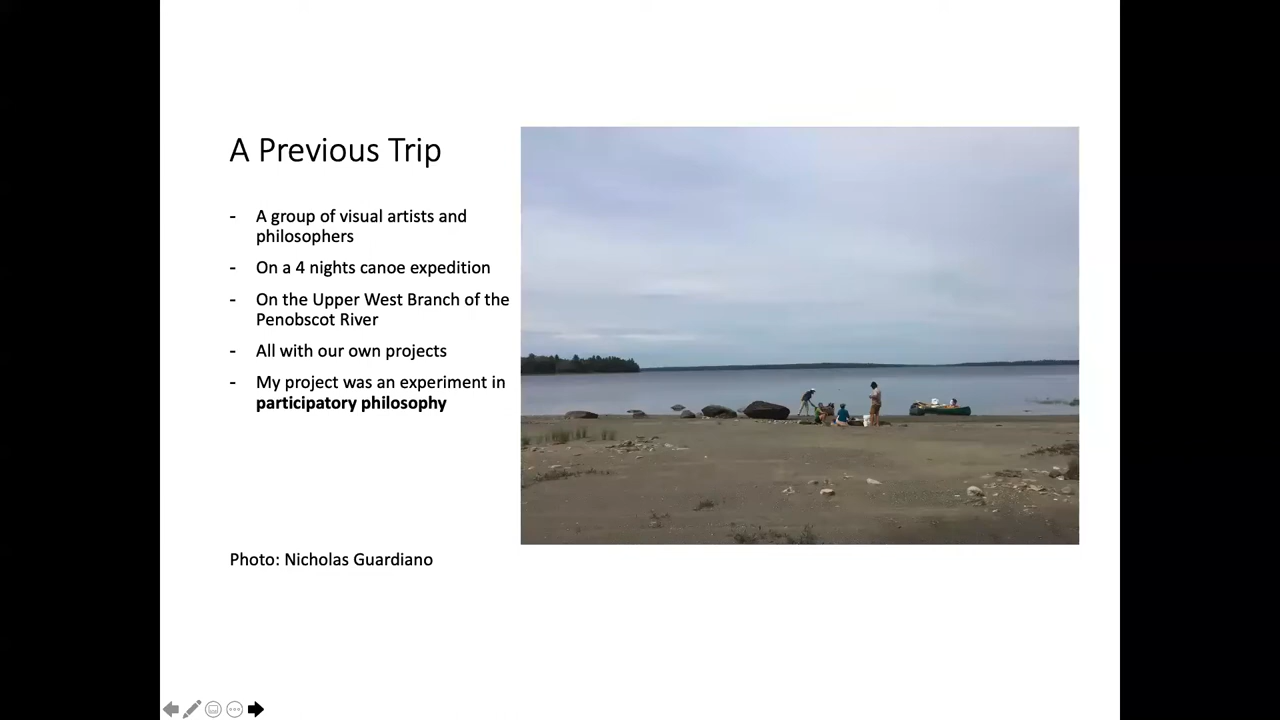 A Previous Trip
- A group of visual artists and
philosophers
- On a 4 nights canoe expedition
- On the Upper West Branch of the
Penobscot River
- All with our own projects
- My project was an experiment in
participatory philosophy
Photo: Nicholas Guardiano